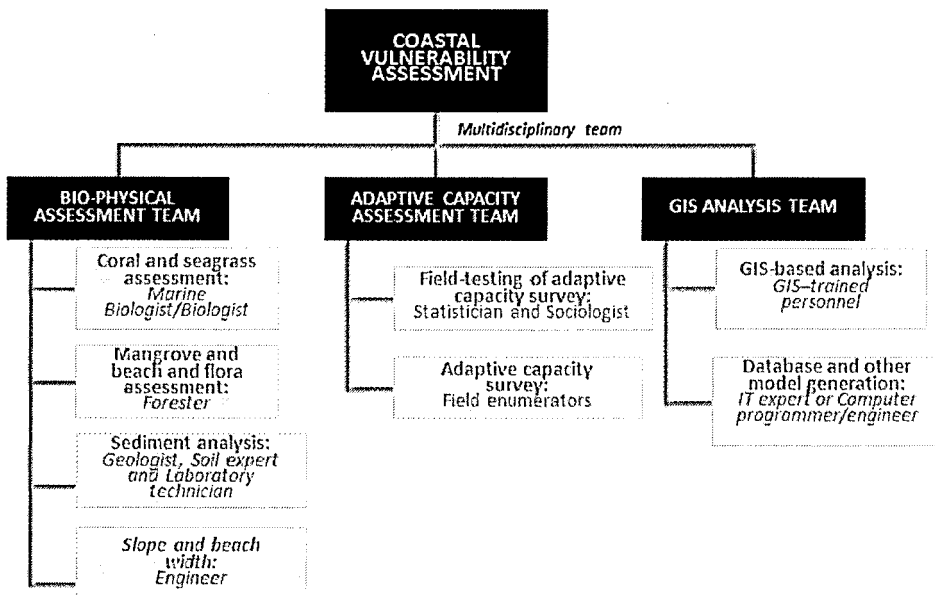 COASTAL
VULNERABILITY
ASSESSMENT
Multidisciplinary team
BIO-PHYSICAL
ASSESSMENT TEAM
Coral and seagrass
assessment:
Marine
Biologist/Biologist
Mangrove and
beach and flora
assessment:
Forester
Sediment analysis:
Geologist, Soil expert
and Laboratory
technician
Slope and beach
width:
Engineer
ADAPTIVE CAPACITY
ASSESSMENT TEAM
Field-testing of adaptive
capacity survey:
Statistician and Sociologist
Adaptive capacity
survey:
Field enumerators
GIS ANALYSIS TEAM
GIS-based analysis:
GIS–trained
personnel
Database and other
model generation:
IT expert or Computer
programmer/engineer